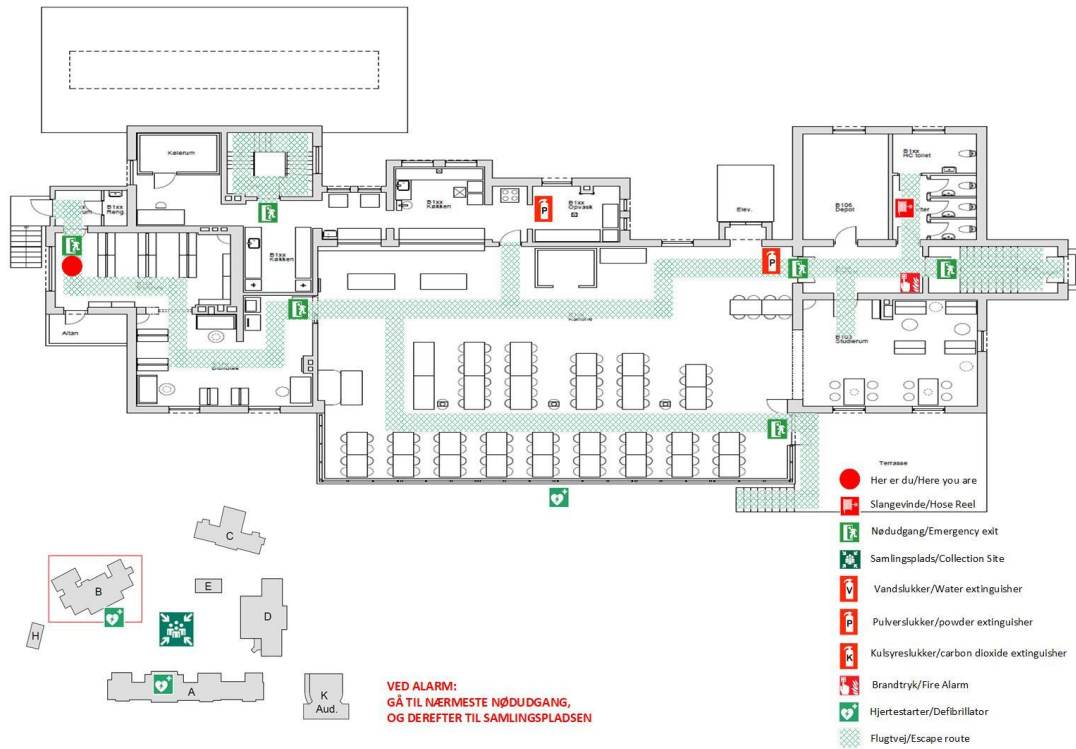 Kølerum
B1xx
HC toilet
B1xx
Køkken
B1xx
Opvask
B106
Depot
Elev.
B1xx
Reng.
B1xx
Køkken
Altan
B103
Studierum
Terrasse
P
P
Her er du/Here you are
Slangevinde/Hose Reel
Nødudgang/Emergency exit
Samlingsplads/Collection Site
V
Vandslukker/Water extinguisher
P
Pulverslukker/powder extinguisher
K
Kulsyreslukker/carbon dioxide extinguisher
Brandtryk/Fire Alarm
Hjertestarter/Defibrillator
Flugtvej/Escape route
C
B
E
D
H
A
K
Aud.
VED ALARM:
GÅ TIL NÆRMESTE NØDUDGANG,
OG DEREFTER TIL SAMLINGSPLADSEN